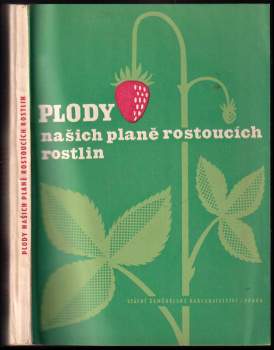 PLODY
našich planě rostoucích
rostlin
STÁTNÍ ZEMĚDĚLSKÉ NAKLADATELSTVÍ / PRAHA
PLODY NAŠICH PLANĚ ROSTOUCÍCH ROSTLIN